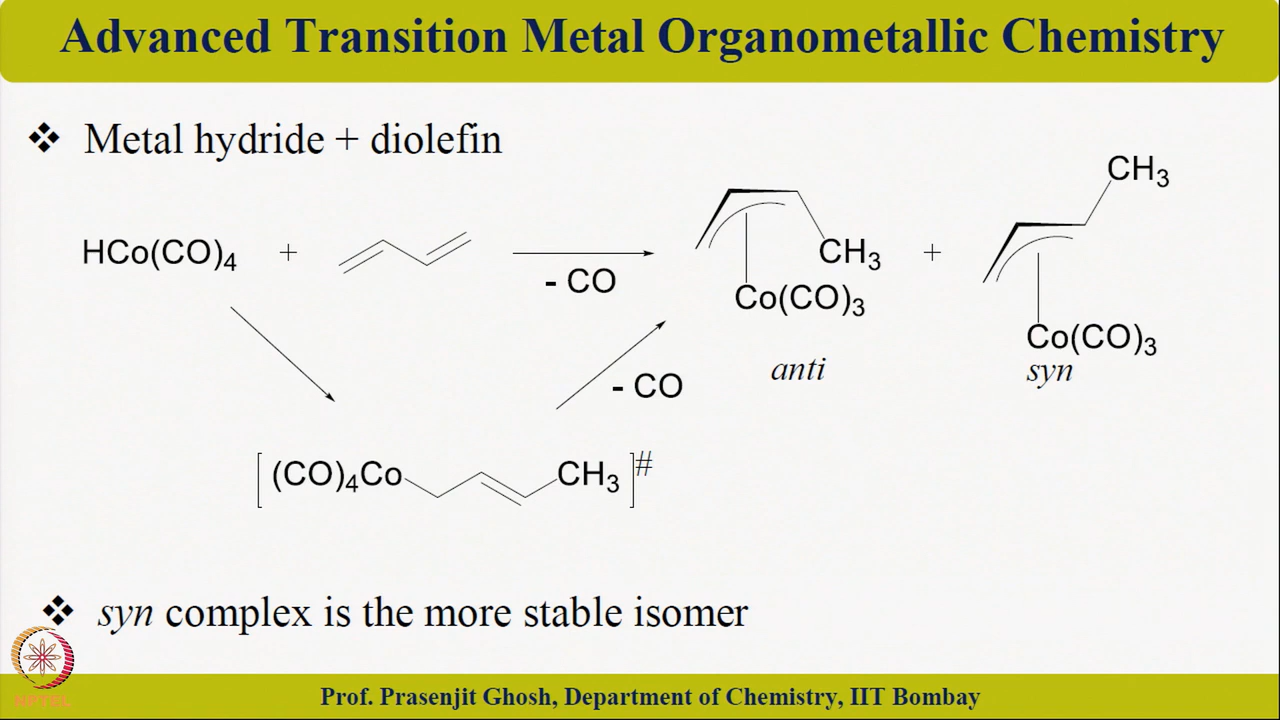 Advanced Transition Metal Organometallic Chemistry
❖ Metal hydride + diolefin
HCo(CO)4 +
- CO
CH3
Co(CO)3
anti
+
CH3
Co(CO)3
syn
- CO
[(CO)4Co CH3]#
❖ syn complex is the more stable isomer
NPTEL
Prof. Prasenjit Ghosh, Department of Chemistry, IIT Bombay